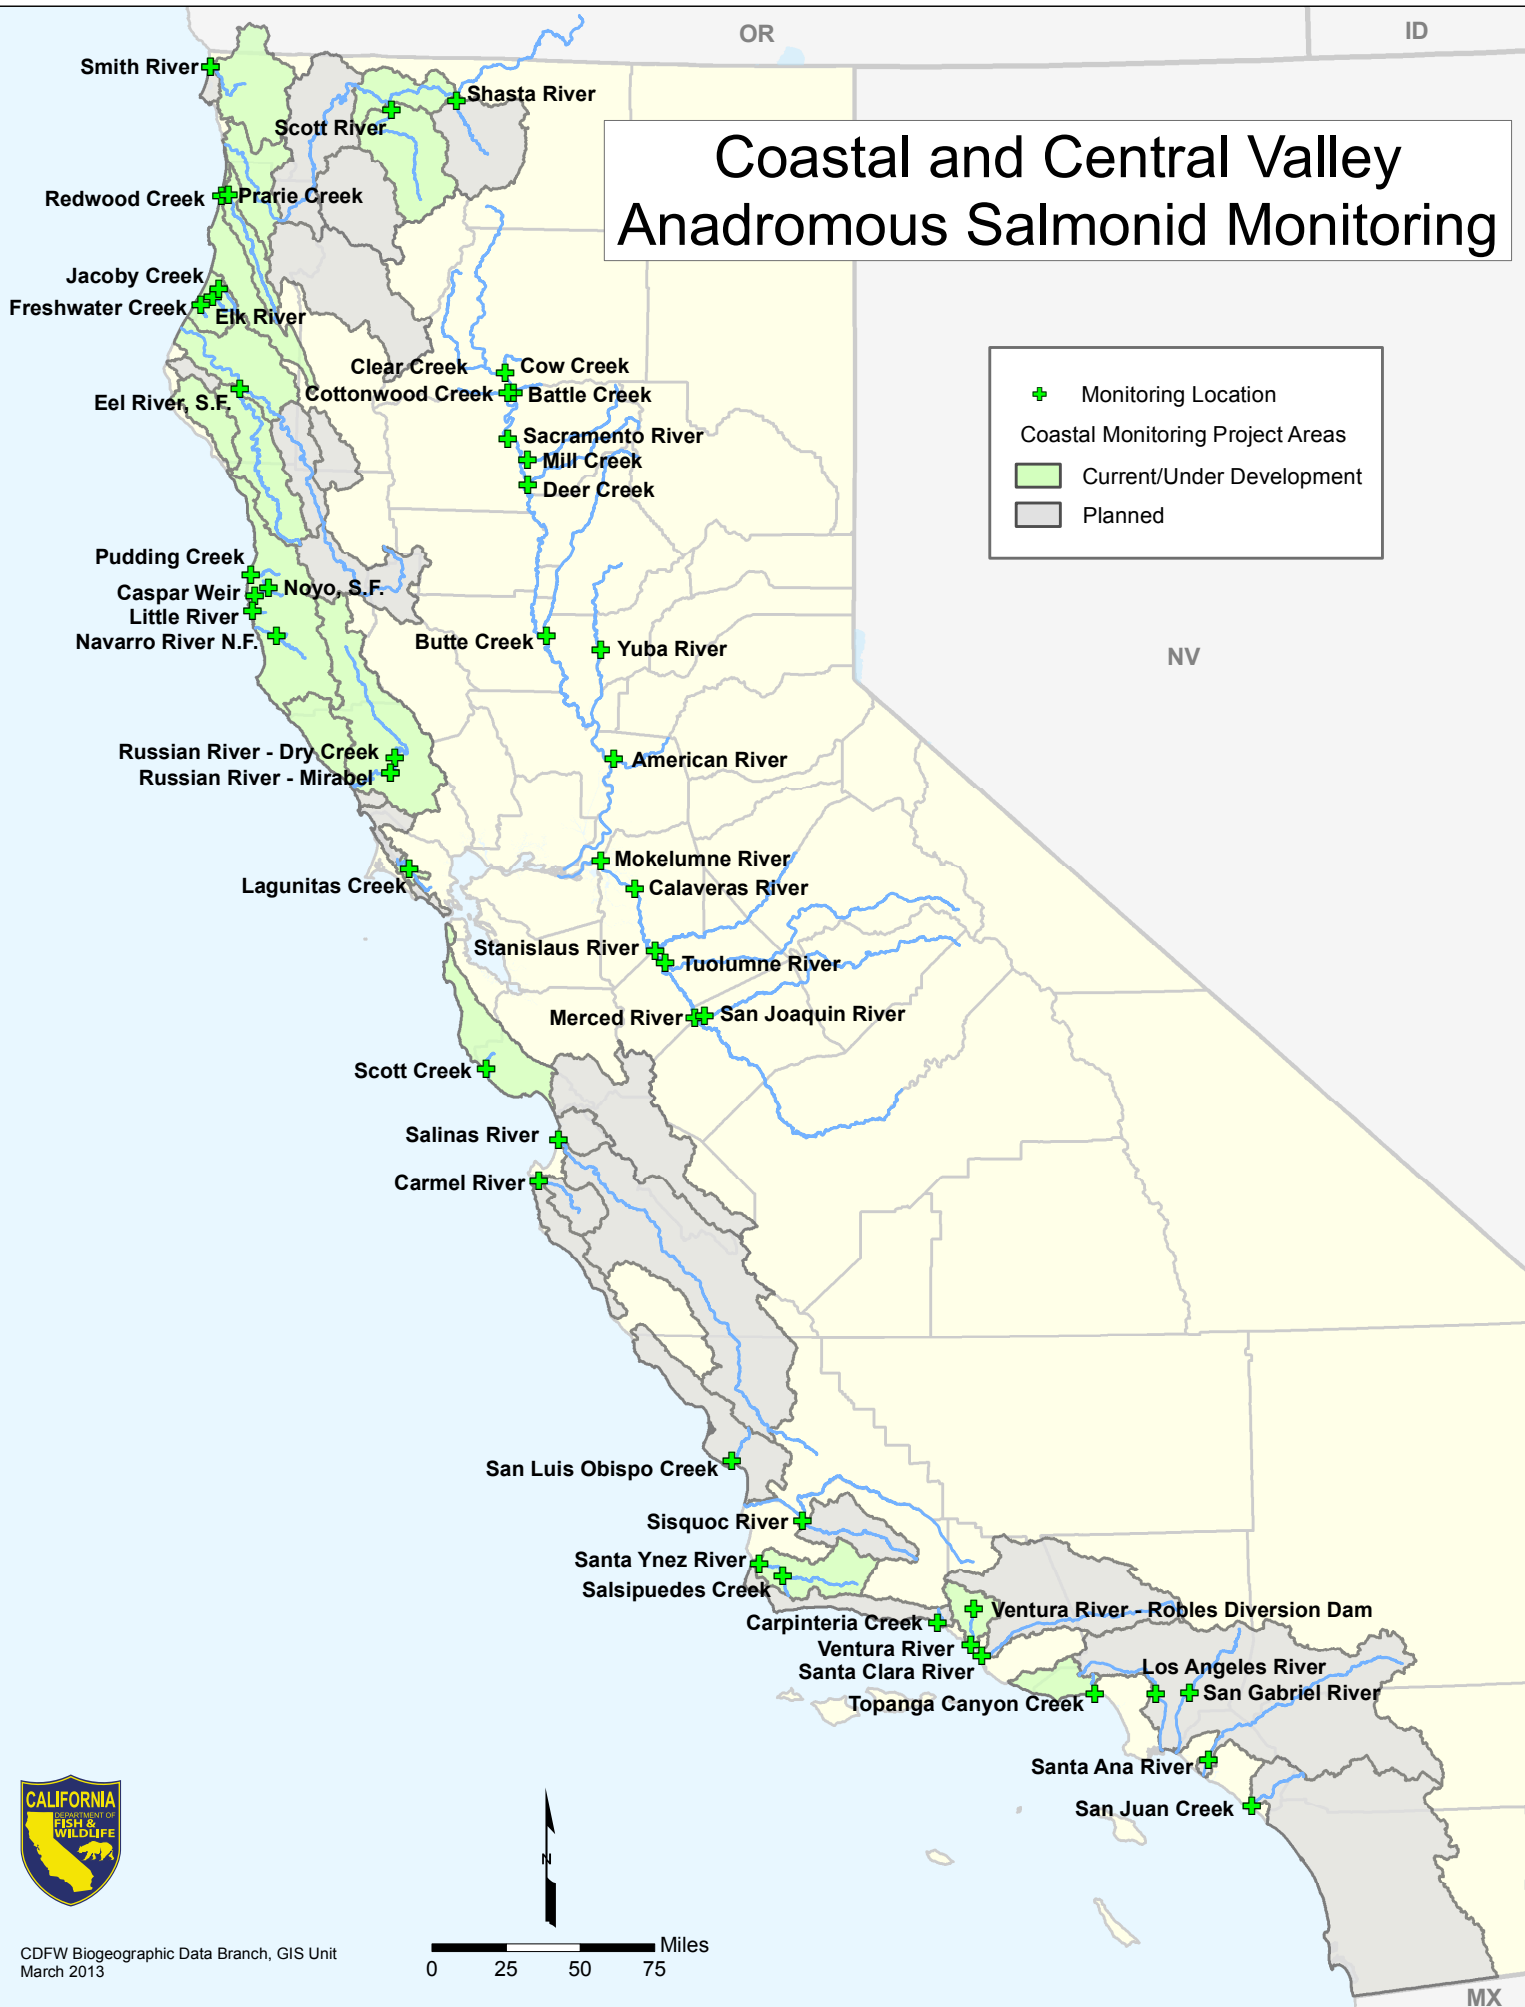 OR
ID
Smith River
Shasta River
Scott River
Coastal and Central Valley
Anadromous Salmonid Monitoring
Redwood Creek
Prarie Creek
Jacoby Creek
Freshwater Creek
Elk River
Clear Creek
Cow Creek
Cottonwood Creek
Battle Creek
Monitoring Location
Coastal Monitoring Project Areas
Current/Under Development
Planned
Eel River, S.F.
Sacramento River
Mill Creek
Deer Creek
Pudding Creek
Noyo, S.F.
Caspar Weir
Little River
Navarro River N.F.
Butte Creek
Yuba River
NV
Russian River - Dry Creek
Russian River - Mirabel
American River
Mokelumne River
Lagunitas Creek
Calaveras River
Stanislaus River
Tuolumne River
Merced River
San Joaquin River
Scott Creek
Salinas River
Carmel River
San Luis Obispo Creek
Sisquoc River
Santa Ynez River
Salsipuedes Creek
Ventura River - Robles Diversion Dam
Carpinteria Creek
Ventura River
Santa Clara River
Los Angeles River
San Gabriel River
Topanga Canyon Creek
Santa Ana River
San Juan Creek
CALIFORNIA
DEPARTMENT OF
FISH &
WILDLIFE
N
CDFW Biogeographic Data Branch, GIS Unit
March 2013
Miles
0 25 50 75
MX